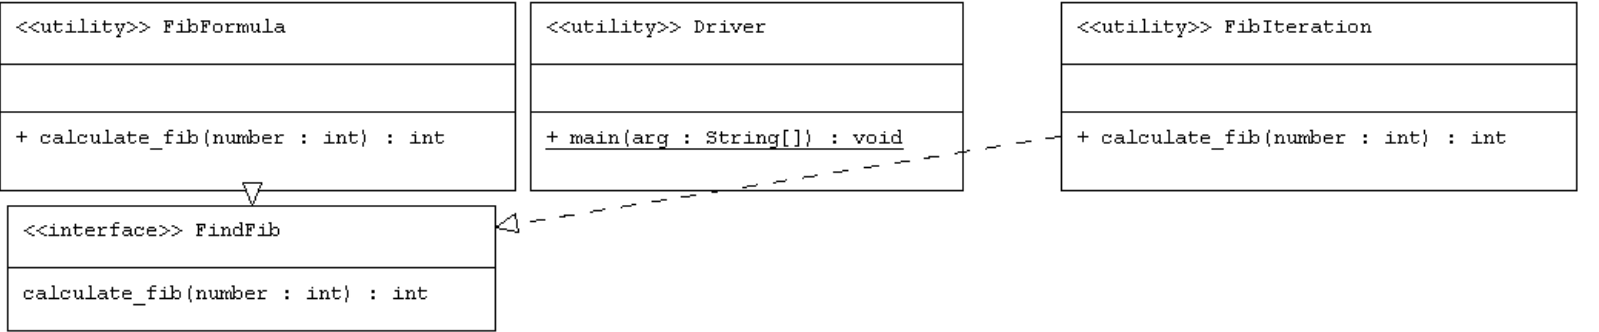 <<utility>> FibFormula
+ calculate_fib(number : int) : int
<<utility>> Driver
+ main(arg : String[]) : void
<<utility>> FibIteration
+ calculate_fib(number : int) : int
<<interface>> FindFib
calculate_fib(number : int) : int